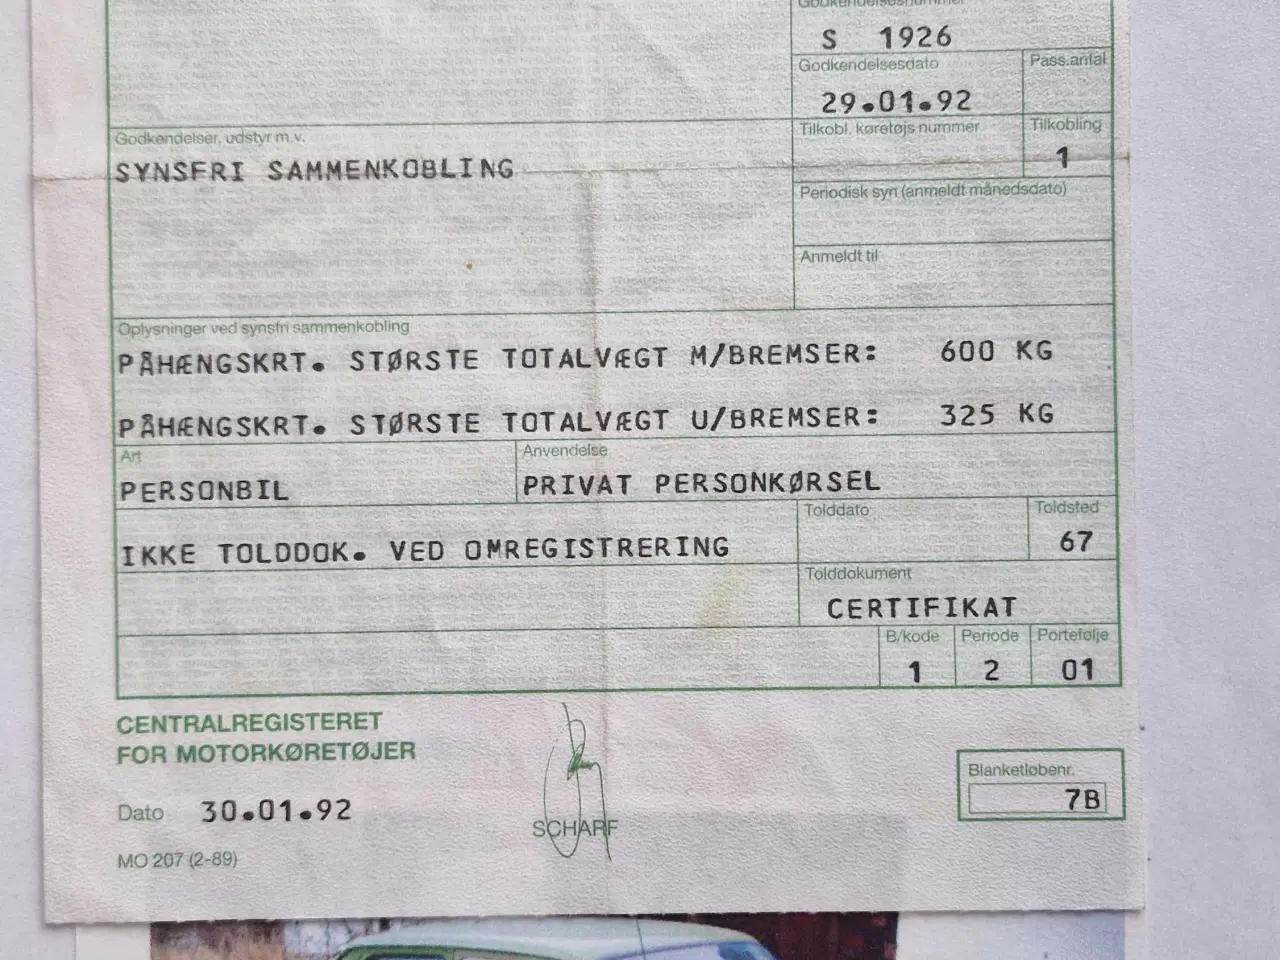 Godkendelsesnummer
S 1926
Godkendelsesdato
Pass.antal
29.01.92
Godkendelser, udstyr m.v.
Tilkobl. køretøjs nummer
Tilkobling
SYNSFRI SAMMENKOBLING
1
Periodisk syn (anmeldt månedsdato)
Anmeldt til
Oplysninger ved synsfri sammenkobling
PÅHÆNGSKRT. STØRSTE TOTALVÆGT M/BREMSER: 600 KG
PÅHÆNGSKRT. STØRSTE TOTALVÆGT U/BREMSER: 325 KG
Art
Anvendelse
PERSONBIL
PRIVAT PERSONKØRSEL
Tolddato
Toldsted
IKKE TOLDDOK. VED OMREGISTRERING
67
Tolddokument
CERTIFIKAT
B/kode
Periode
Portefølje
1
2
01
CENTRALREGISTERET
FOR MOTORKØRETØJER
Dato 30.01.92
SCHARF
Blanketløbenr.
7B
MO 207 (2-89)